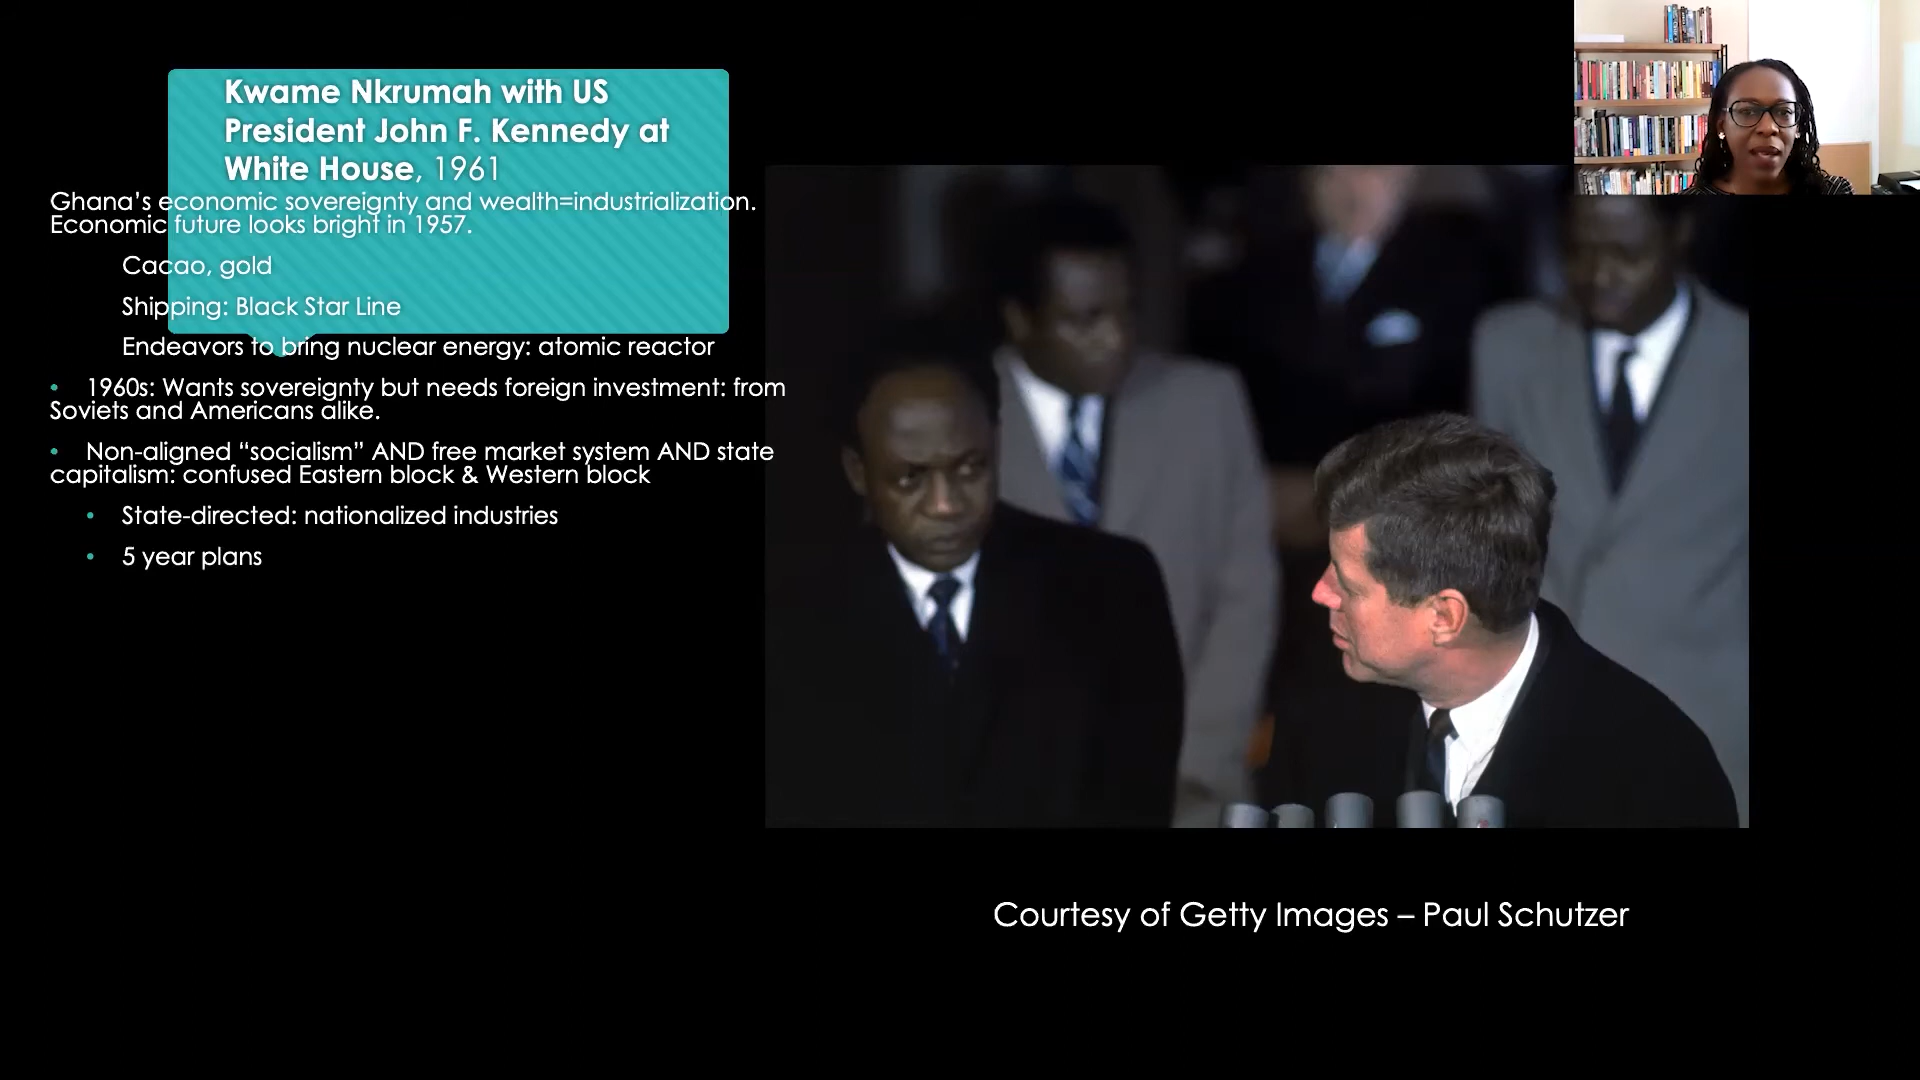 Kwame Nkrumah with US
President John F. Kennedy at
White House, 1961
Ghana’s economic sovereignty and wealth=industrialization.
Economic future looks bright in 1957.
Cacao, gold
Shipping: Black Star Line
Endeavors to bring nuclear energy: atomic reactor
• 1960s: Wants sovereignty but needs foreign investment: from
Soviets and Americans alike.
• Non-aligned “socialism” AND free market system AND state
capitalism: confused Eastern block & Western block
• State-directed: nationalized industries
• 5 year plans
Courtesy of Getty Images – Paul Schutzer